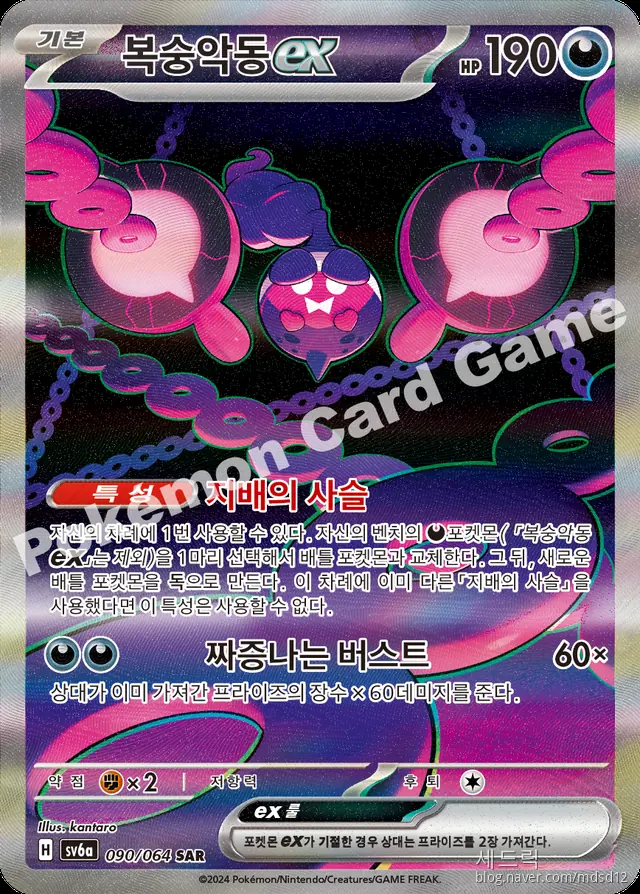 기본 복숭악동 ex HP 190
Pokémon Card Game
특성 지배의 사슬
자신의 차례에 1번 사용할 수 있다. 자신의 벤치의 포켓몬(「복숭악동
ex」는 제외)을 1마리 선택해서 배틀 포켓몬과 교체한다. 그 뒤, 새로운
배틀 포켓몬을 독으로 만든다. 이 차례에 이미 다른 「지배의 사슬」을
사용했다면 이 특성은 사용할 수 없다.
짜증나는 버스트 60×
상대가 이미 가져간 프라이즈의 장수×60데미지를 준다.
약점 ×2 저항력 후퇴
ex 룰
포켓몬 ex가 기절한 경우 상대는 프라이즈를 2장 가져간다.
Illus. kantaro
H sv6a 090/064 SAR
세드릭
blog.naver.com/mdsd12
©2024 Pokémon/Nintendo/Creatures/GAME FREAK.